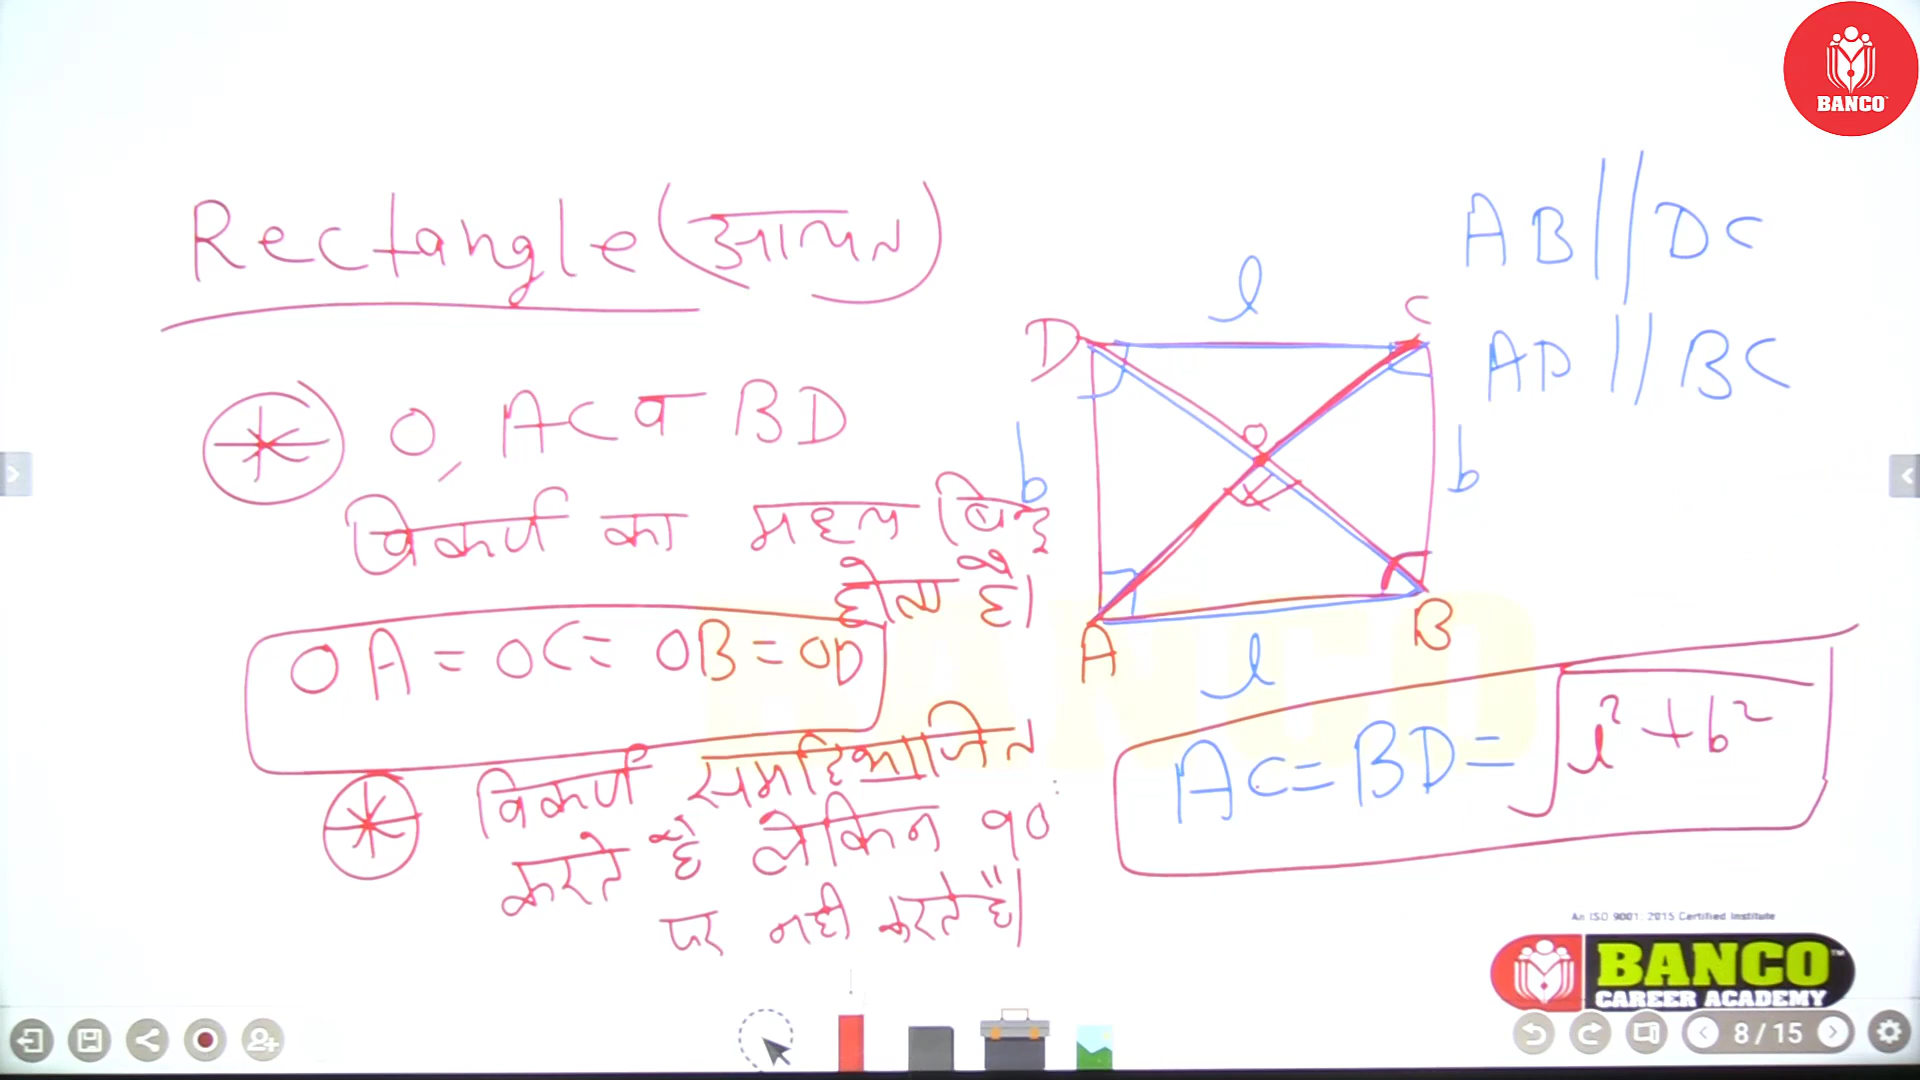 BANCO
Rectangle (आयत)
AB || DC
AD || BC
l
D
C
O, AC व BD
O
b
b
विकर्ण का मध्य बिंदु
होता है।
A
B
l
OA = OC = OB = OD
AC = BD = √l² + b²
विकर्ण समद्विभाजित
करते है लेकिन 90°
पर नही करते है।
An ISO 9001: 2015 Certified Institute
BANCO™
CAREER ACADEMY
8 / 15